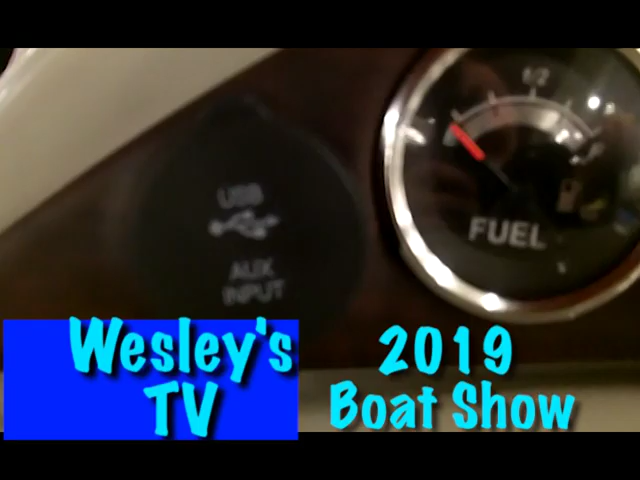 1/2
USB
FUEL
AUX
INPUT
Wesley's
TV
2019
Boat Show